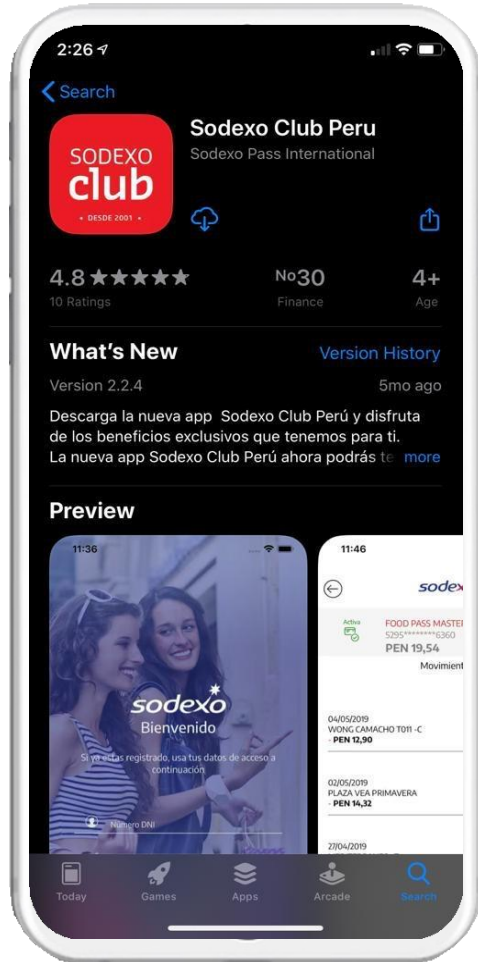 2:26
Search
SODEXO
club
• DESDE 2001 •
Sodexo Club Peru
Sodexo Pass International
4.8
10 Ratings
No30
Finance
4+
Age
What's New
Version History
Version 2.2.4
5mo ago
Descarga la nueva app Sodexo Club Perú y disfruta
de los beneficios exclusivos que tenemos para ti.
La nueva app Sodexo Club Perú ahora podrás te more
Preview
11:36
sodexo
Bienvenido
Si ya estas registrado, usa tus datos de acceso a
continuación
Número DNI
11:46
sodex
Activa
FOOD PASS MASTER
5295********6360
PEN 19,54
Movimient
04/05/2019
WONG CAMACHO T011 -C
- PEN 12,90
02/05/2019
PLAZA VEA PRIMAVERA
- PEN 14,32
27/04/2019
Today
Games
Apps
Arcade
Search